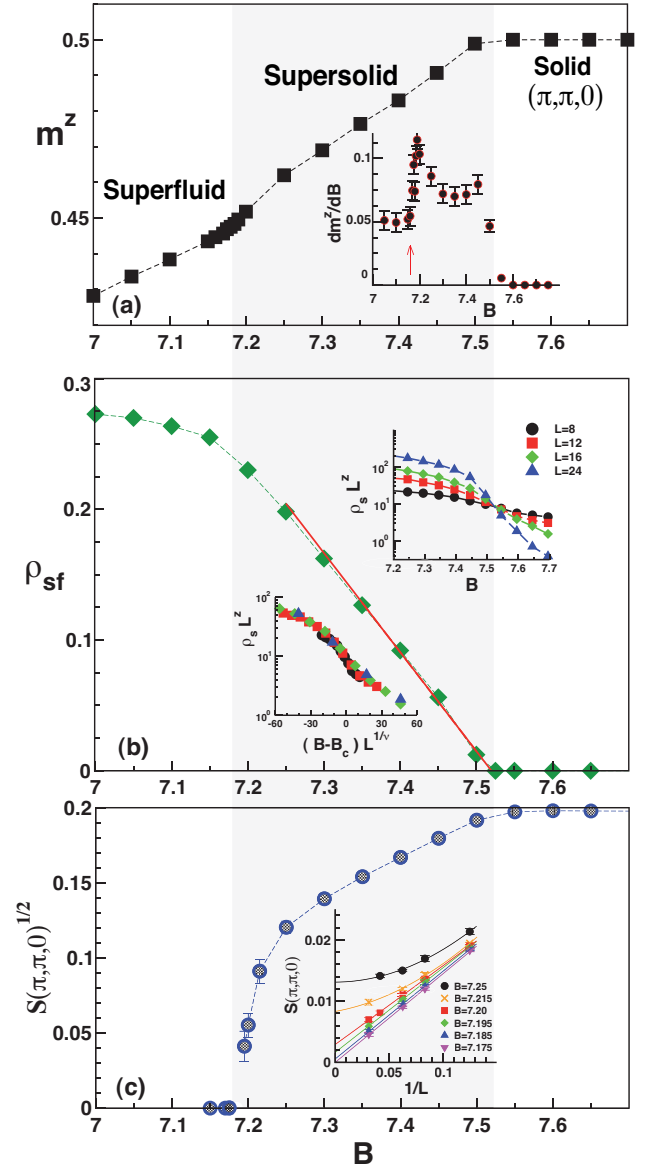 0.5
Supersolid
Solid
(π,π,0)
m^z
Superfluid
0.45
dm^z/dB
0.1
0.05
0
7 7.2 7.4 7.6
B
(a)
7 7.1 7.2 7.3 7.4 7.5 7.6
0.3
L=8
L=12
L=16
L=24
ρ_s L^z
10^2
10^1
10^0
7.2 7.3 7.4 7.5 7.6 7.7
B
0.2
ρ_sf
0.1
ρ_s L^z
10^2
10^1
10^0
-60 -30 0 30 60
(B-B_c) L^{1/ν}
(b)
0
7 7.1 7.2 7.3 7.4 7.5 7.6
0.2
0.15
S(π,π,0)^{1/2}
0.1
0.05
S(π,π,0)
0.02
0.01
0
B=7.25
B=7.215
B=7.20
B=7.195
B=7.185
B=7.175
0 0.05 0.1
1/L
(c)
0
7 7.1 7.2 7.3 7.4 7.5 7.6
B